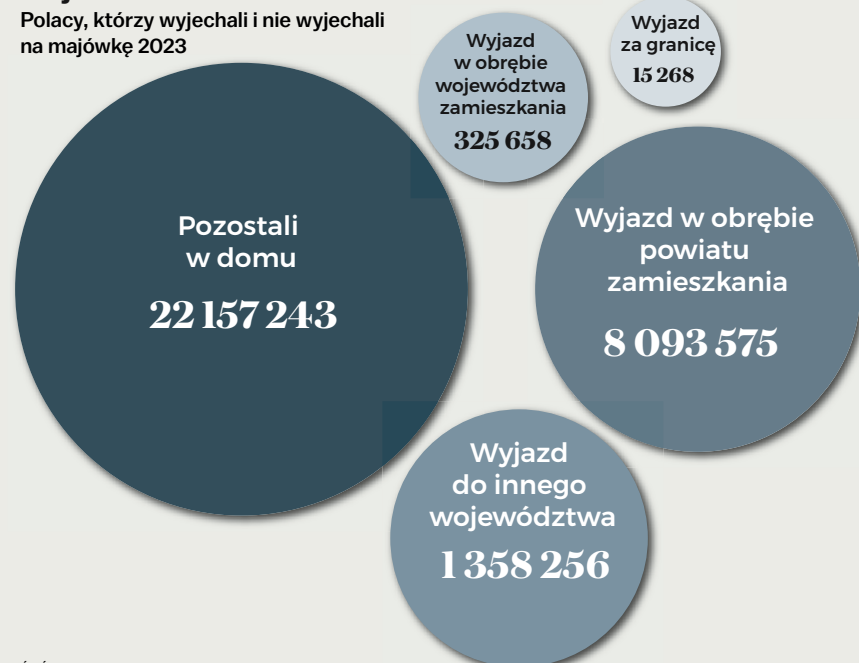 Polacy, którzy wyjechali i nie wyjechali
na majówkę 2023
Wyjazd
w obrębie
województwa
zamieszkania
325 658
Wyjazd
za granicę
15 268
Pozostali
w domu
22 157 243
Wyjazd w obrębie
powiatu
zamieszkania
8 093 575
Wyjazd
do innego
województwa
1 358 256